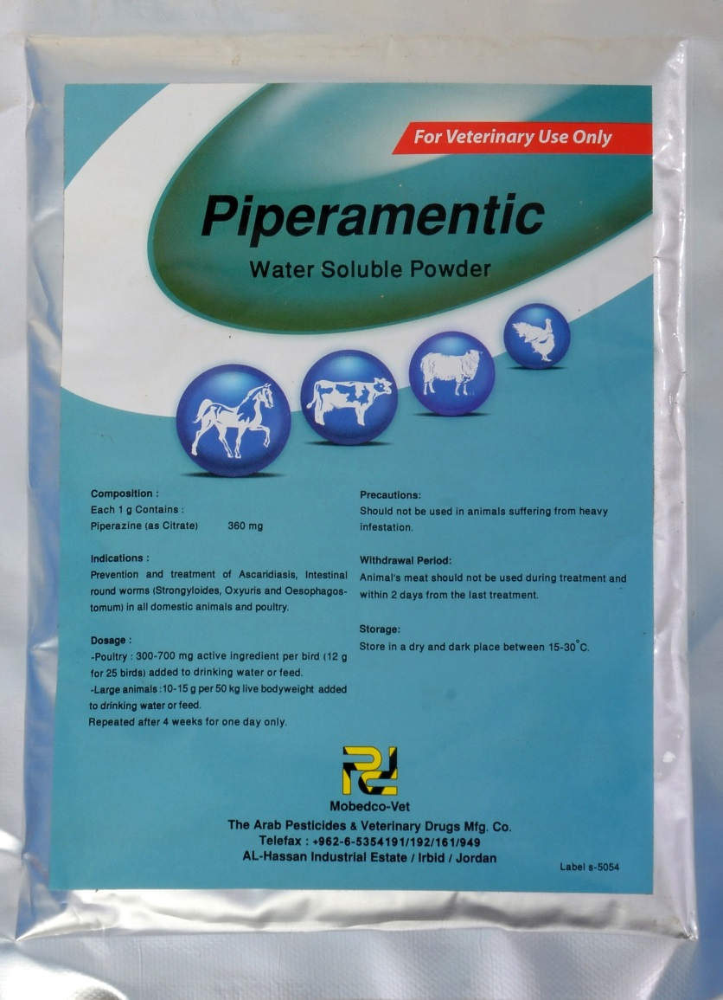 For Veterinary Use Only
Piperamentic
Water Soluble Powder
Composition :
Each 1 g Contains :
Piperazine (as Citrate) 360 mg
Indications :
Prevention and treatment of Ascaridiasis, Intestinal
round worms (Strongyloides, Oxyuris and Oesophagos-
tomum) in all domestic animals and poultry.
Dosage :
-Poultry : 300-700 mg active ingredient per bird (12 g
for 25 birds) added to drinking water or feed.
-Large animals :10-15 g per 50 kg live bodyweight added
to drinking water or feed.
Repeated after 4 weeks for one day only.
Precautions:
Should not be used in animals suffering from heavy
infestation.
Withdrawal Period:
Animal's meat should not be used during treatment and
within 2 days from the last treatment.
Storage:
Store in a dry and dark place between 15-30°C.
Mobedco-Vet
The Arab Pesticides & Veterinary Drugs Mfg. Co.
Telefax : +962-6-5354191/192/161/949
AL-Hassan Industrial Estate / Irbid / Jordan
Label s-5054